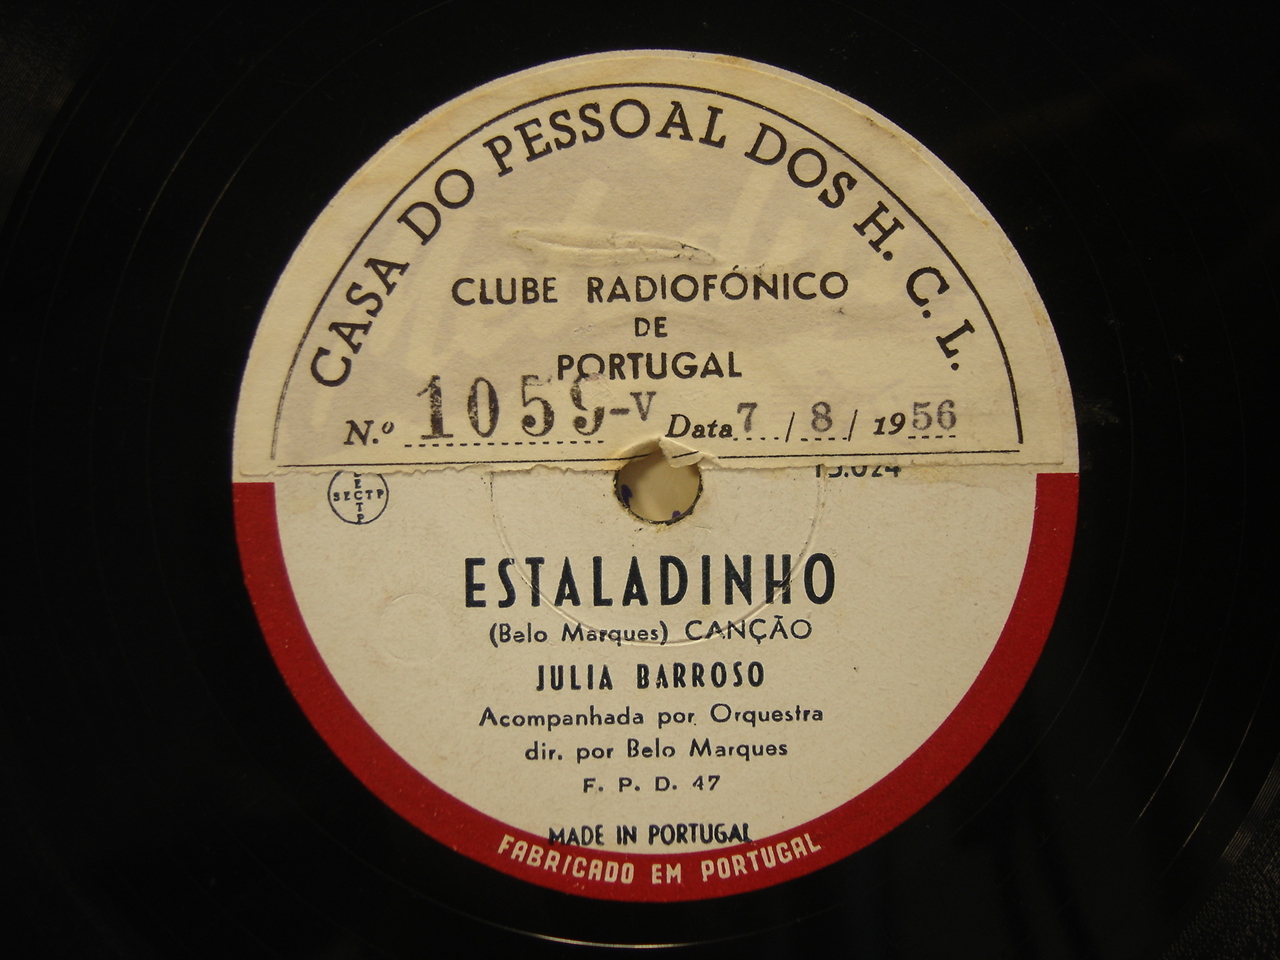 CASA DO PESSOAL DOS H. C. L.
CLUBE RADIOFÓNICO
DE
PORTUGAL
N.º 1059-V Data 7 / 8 / 1956
SECTP
ESTALADINHO
(Belo Marques) CANÇÃO
JULIA BARROSO
Acompanhada por Orquestra
dir. por Belo Marques
F. P. D. 47
MADE IN PORTUGAL
FABRICADO EM PORTUGAL